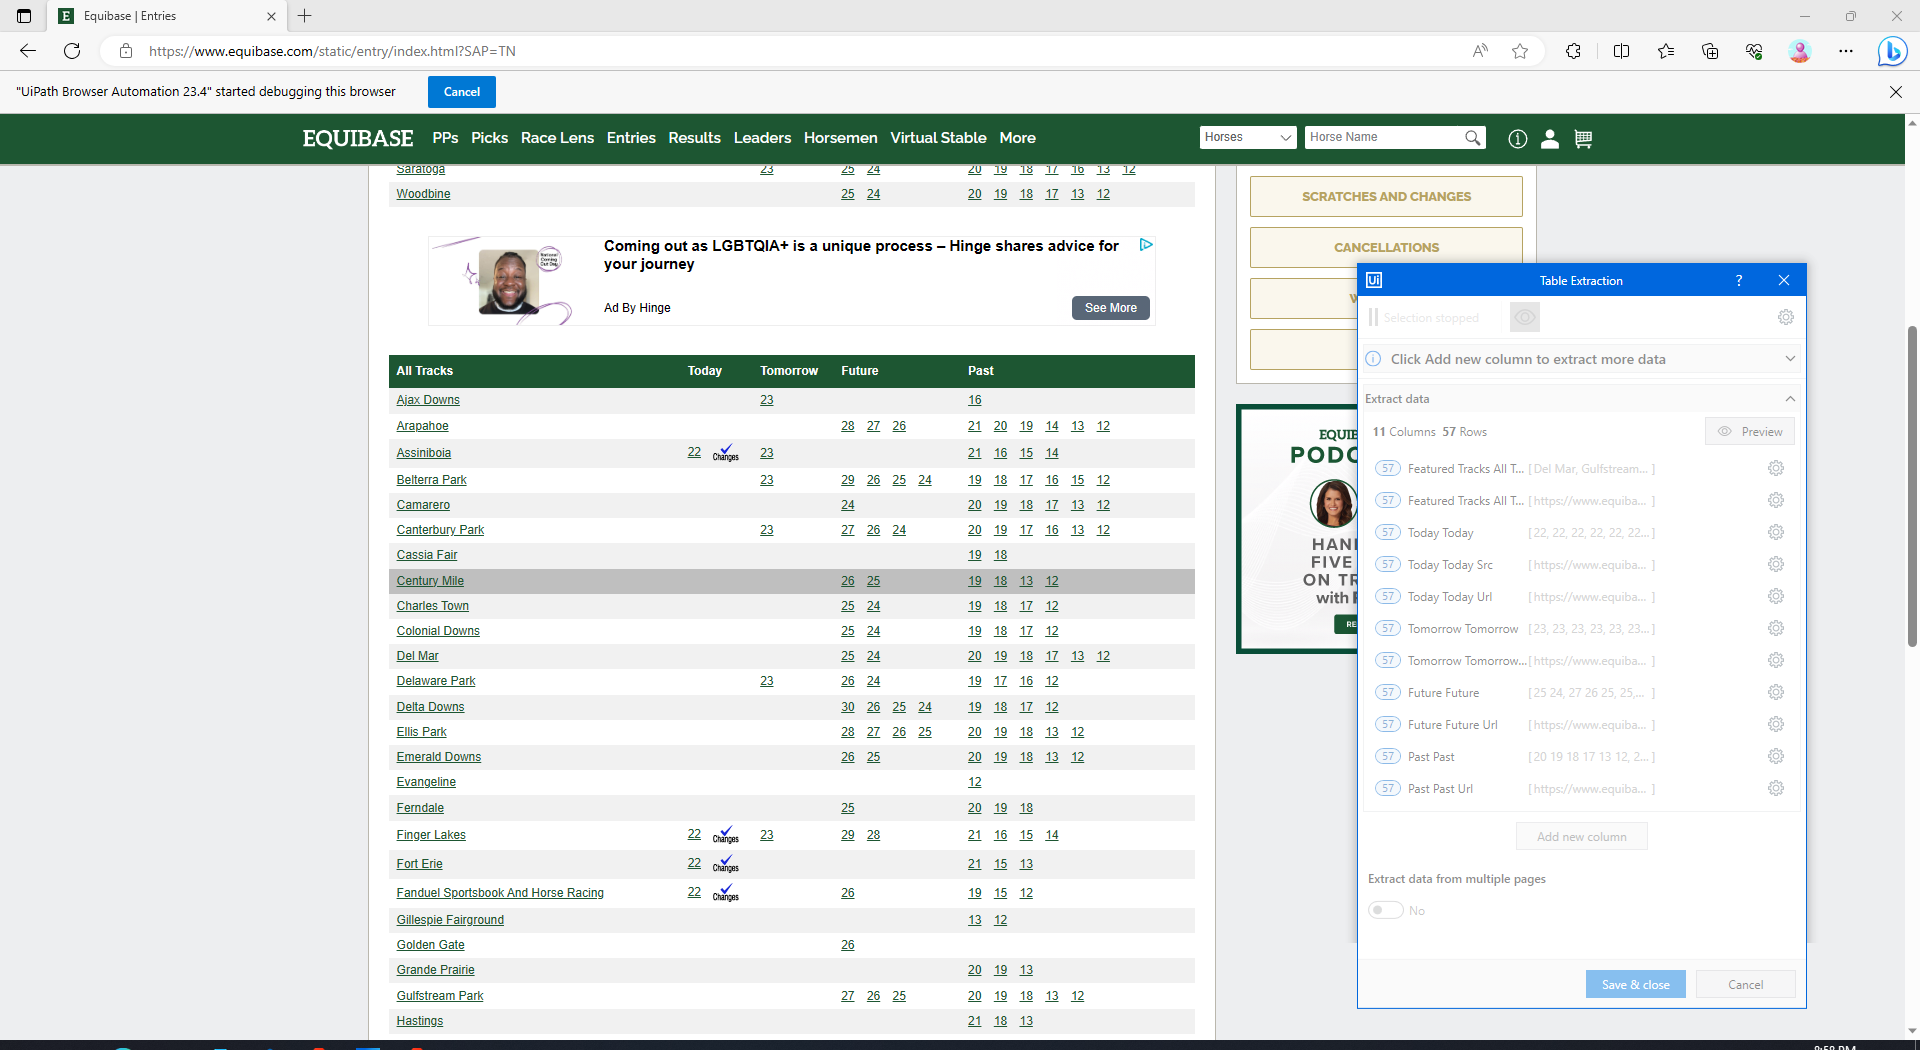 Equibase | Entries
https://www.equibase.com/static/entry/index.html?SAP=TN
"UiPath Browser Automation 23.4" started debugging this browser Cancel
EQUIBASE PPs Picks Race Lens Entries Results Leaders Horsemen Virtual Stable More Horses Horse Name
Saratoga 23 25 24 20 19 18 17 16 13 12
Woodbine 25 24 20 19 18 17 13 12
SCRATCHES AND CHANGES
CANCELLATIONS
Coming out as LGBTQIA+ is a unique process – Hinge shares advice for
your journey
Ad By Hinge See More
National
Coming
Out Day
All Tracks Today Tomorrow Future Past
Ajax Downs 23 16
Arapahoe 28 27 26 21 20 19 14 13 12
Assiniboia 22 Changes 23 21 16 15 14
Belterra Park 23 29 26 25 24 19 18 17 16 15 12
Camarero 24 20 19 18 17 13 12
Canterbury Park 23 27 26 24 20 19 17 16 13 12
Cassia Fair 19 18
Century Mile 26 25 19 18 13 12
Charles Town 25 24 19 18 17 12
Colonial Downs 25 24 19 18 17 12
Del Mar 25 24 20 19 18 17 13 12
Delaware Park 23 26 24 19 17 16 12
Delta Downs 30 26 25 24 19 18 17 12
Ellis Park 28 27 26 25 20 19 18 13 12
Emerald Downs 26 25 20 19 18 13 12
Evangeline 12
Ferndale 25 20 19 18
Finger Lakes 22 Changes 23 29 28 21 16 15 14
Fort Erie 22 Changes 21 15 13
Fanduel Sportsbook And Horse Racing 22 Changes 26 19 15 12
Gillespie Fairground 13 12
Golden Gate 26
Grande Prairie 20 19 13
Gulfstream Park 27 26 25 20 19 18 13 12
Hastings 21 18 13
EQUIB
PODC
HANI
FIVE
ON TR
with
RE
Ui Table Extraction ?
Selection stopped
Click Add new column to extract more data
Extract data
11 Columns 57 Rows Preview
57 Featured Tracks All T... [ Del Mar, Gulfstream... ]
57 Featured Tracks All T... [ https://www.equiba... ]
57 Today Today [ 22, 22, 22, 22, 22, 22... ]
57 Today Today Src [ https://www.equiba... ]
57 Today Today Url [ https://www.equiba... ]
57 Tomorrow Tomorrow [ 23, 23, 23, 23, 23, 23... ]
57 Tomorrow Tomorrow... [ https://www.equiba... ]
57 Future Future [ 25 24, 27 26 25, 25,... ]
57 Future Future Url [ https://www.equiba... ]
57 Past Past [ 20 19 18 17 13 12, 2... ]
57 Past Past Url [ https://www.equiba... ]
Add new column
Extract data from multiple pages
No
Save & close Cancel